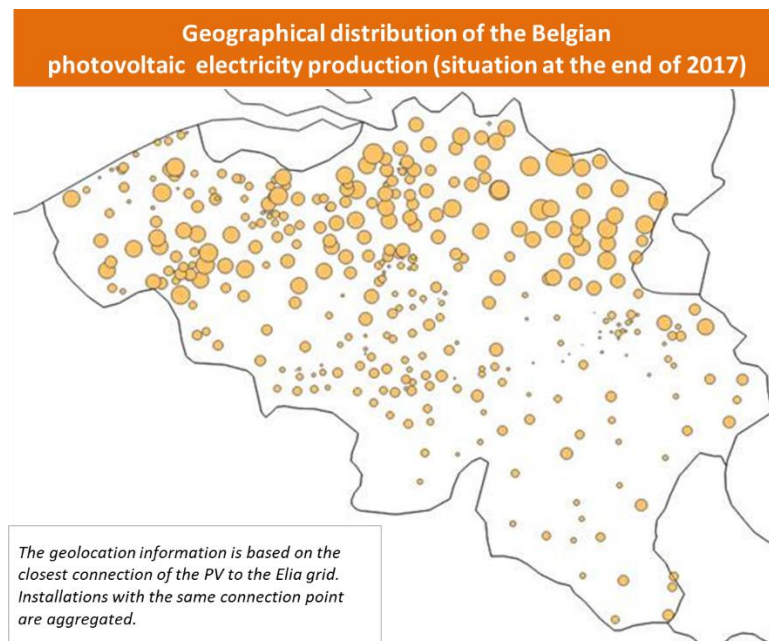 Geographical distribution of the Belgian
photovoltaic electricity production (situation at the end of 2017)
The geolocation information is based on the
closest connection of the PV to the Elia grid.
Installations with the same connection point
are aggregated.